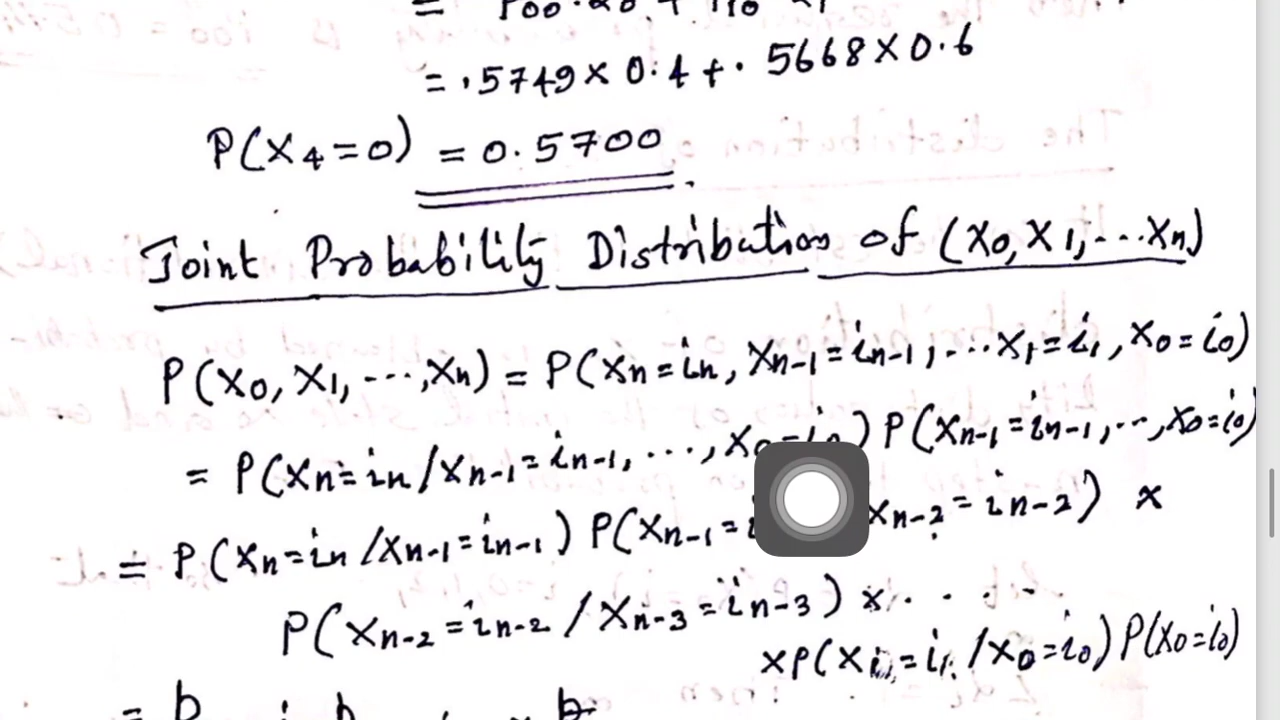 = .5749 × 0.4 + . 5668 × 0.6
P(X4=0) = 0.5700.
Joint Probability Distribution of (X0, X1, ...Xn)
P(X0, X1, ---, Xn) = P(Xn=in, Xn-1=in-1, ...X1=i1, X0=i0)
= P(Xn=in/Xn-1=in-1, ..., X0=i0) P(Xn-1=in-1, --, X0=i0)
= P(Xn=in/Xn-1=in-1) P(Xn-1= Xn-2=in-2) ×
P(Xn-2=in-2/Xn-3=in-3) × . . . .
×P(X1=i1/X0=i0) P(X0=i0)